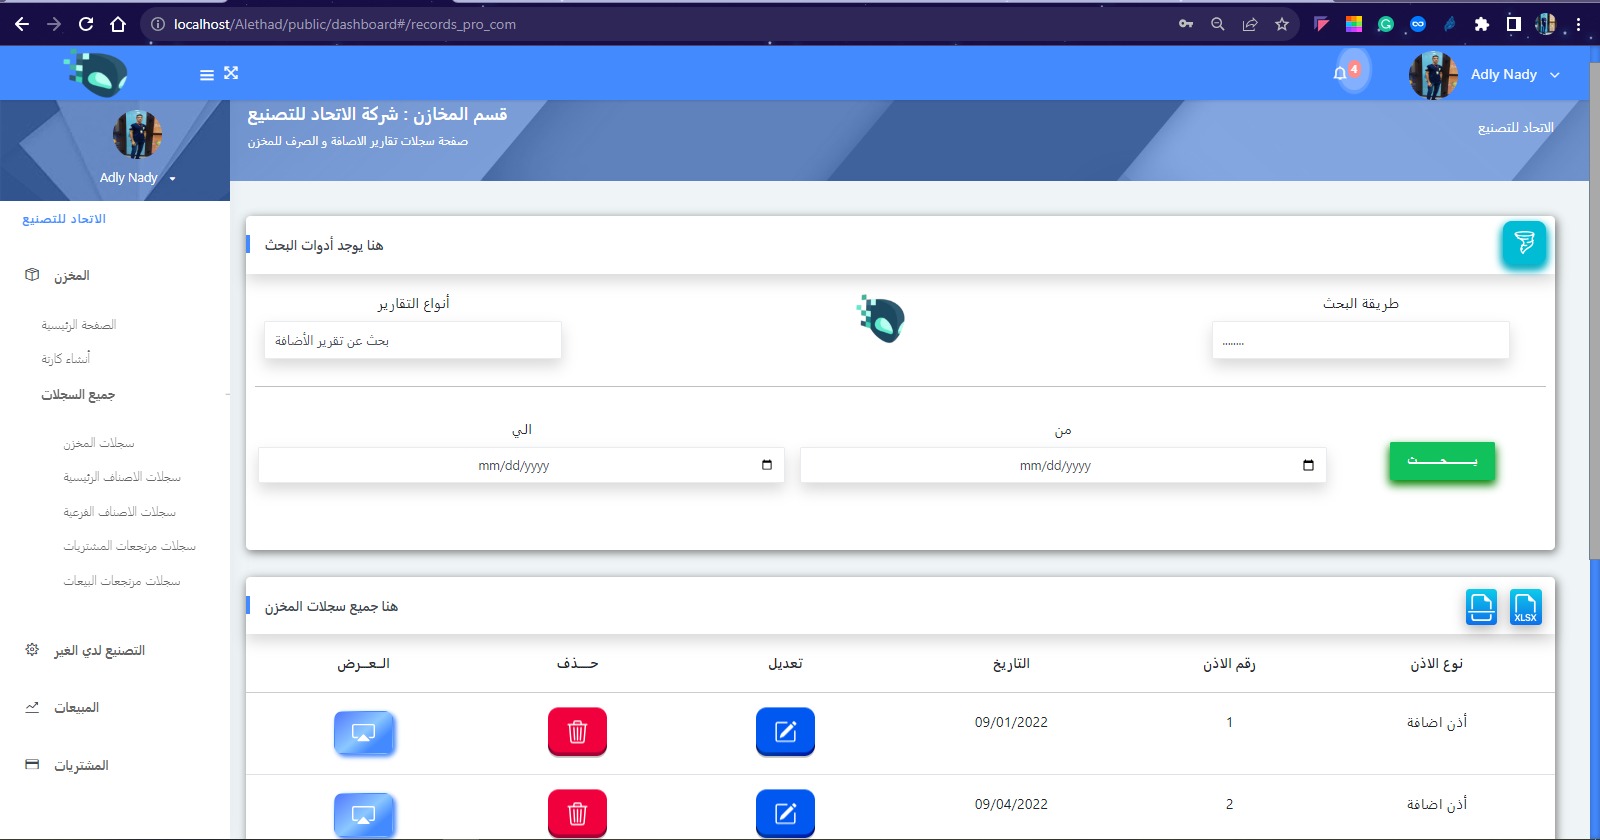 localhost/Alethad/public/dashboard#/records_pro_com
4
Adly Nady
قسم المخازن : شركة الاتحاد للتصنيع
صفحة سجلات تقارير الاضافة و الصرف للمخزن
الاتحاد للتصنيع
Adly Nady
الاتحاد للتصنيع
المخزن
الصفحة الرئيسية
أنشاء كارتة
جميع السجلات
سجلات المخزن
سجلات الاصناف الرئيسية
سجلات الاصناف الفرعية
سجلات مرتجعات المشتريات
سجلات مرتجعات البيعات
التصنيع لدي الغير
المبيعات
المشتريات
هنا يوجد أدوات البحث
طريقة البحث
........
أنواع التقارير
بحث عن تقرير الأضافة
من
mm/dd/yyyy
الي
mm/dd/yyyy
بـــحـــث
هنا جميع سجلات المخزن
XLSX
نوع الاذن رقم الاذن التاريخ تعديل حـــذف الـعــرض
أذن اضافة 1 09/01/2022
أذن اضافة 2 09/04/2022